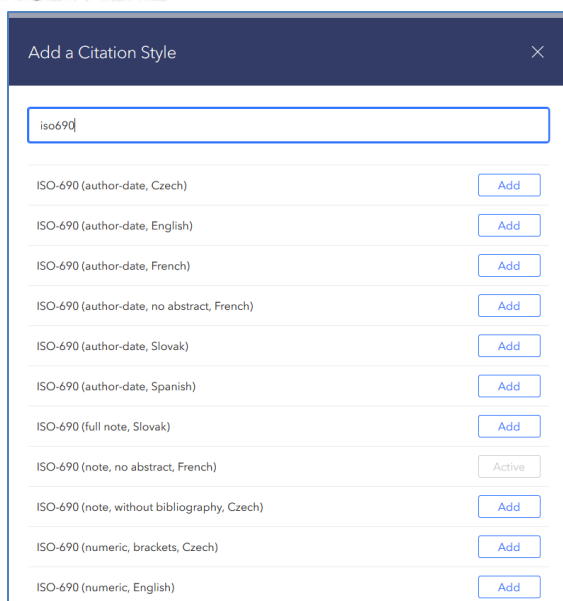 Add a Citation Style
iso690
ISO-690 (author-date, Czech) Add
ISO-690 (author-date, English) Add
ISO-690 (author-date, French) Add
ISO-690 (author-date, no abstract, French) Add
ISO-690 (author-date, Slovak) Add
ISO-690 (author-date, Spanish) Add
ISO-690 (full note, Slovak) Add
ISO-690 (note, no abstract, French) Active
ISO-690 (note, without bibliography, Czech) Add
ISO-690 (numeric, brackets, Czech) Add
ISO-690 (numeric, English) Add